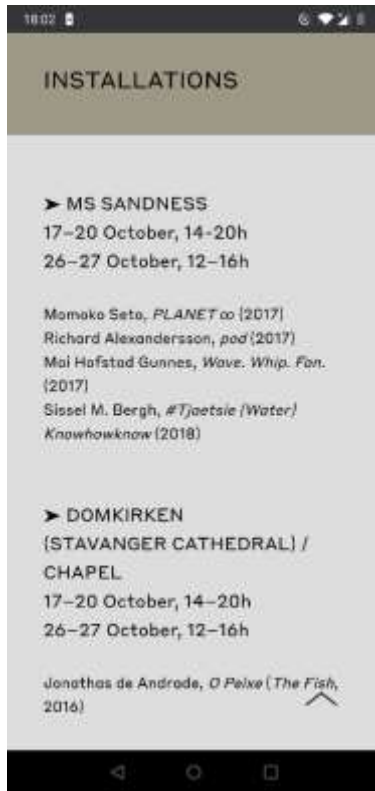 18:02
INSTALLATIONS
➤ MS SANDNESS
17–20 October, 14-20h
26–27 October, 12–16h
Momoko Seto, PLANET ∞ (2017)
Richard Alexandersson, pod (2017)
Mai Hofstad Gunnes, Wave. Whip. Fan.
(2017)
Sissel M. Bergh, #Tjaetsie (Water)
Knowhowknow (2018)
➤ DOMKIRKEN
(STAVANGER CATHEDRAL) /
CHAPEL
17–20 October, 14–20h
26–27 October, 12–16h
Jonathas de Andrade, O Peixe (The Fish,
2016)